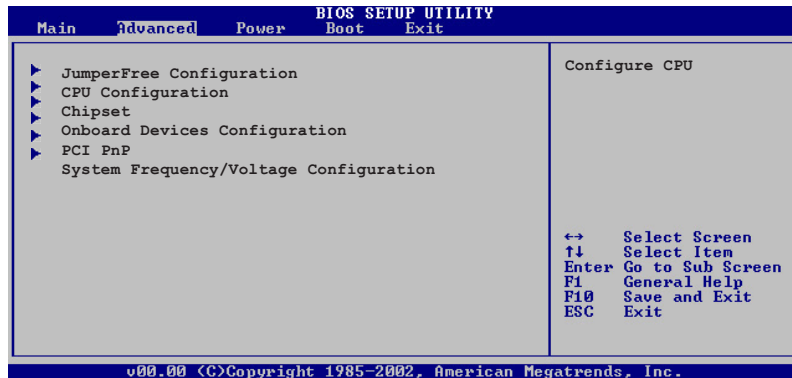 BIOS SETUP UTILITY
Main Advanced Power Boot Exit
JumperFree Configuration
CPU Configuration
Chipset
Onboard Devices Configuration
PCI PnP
System Frequency/Voltage Configuration
Configure CPU
↔ Select Screen
↑↓ Select Item
Enter Go to Sub Screen
F1 General Help
F10 Save and Exit
ESC Exit
v00.00 (C)Copyright 1985-2002, American Megatrends, Inc.